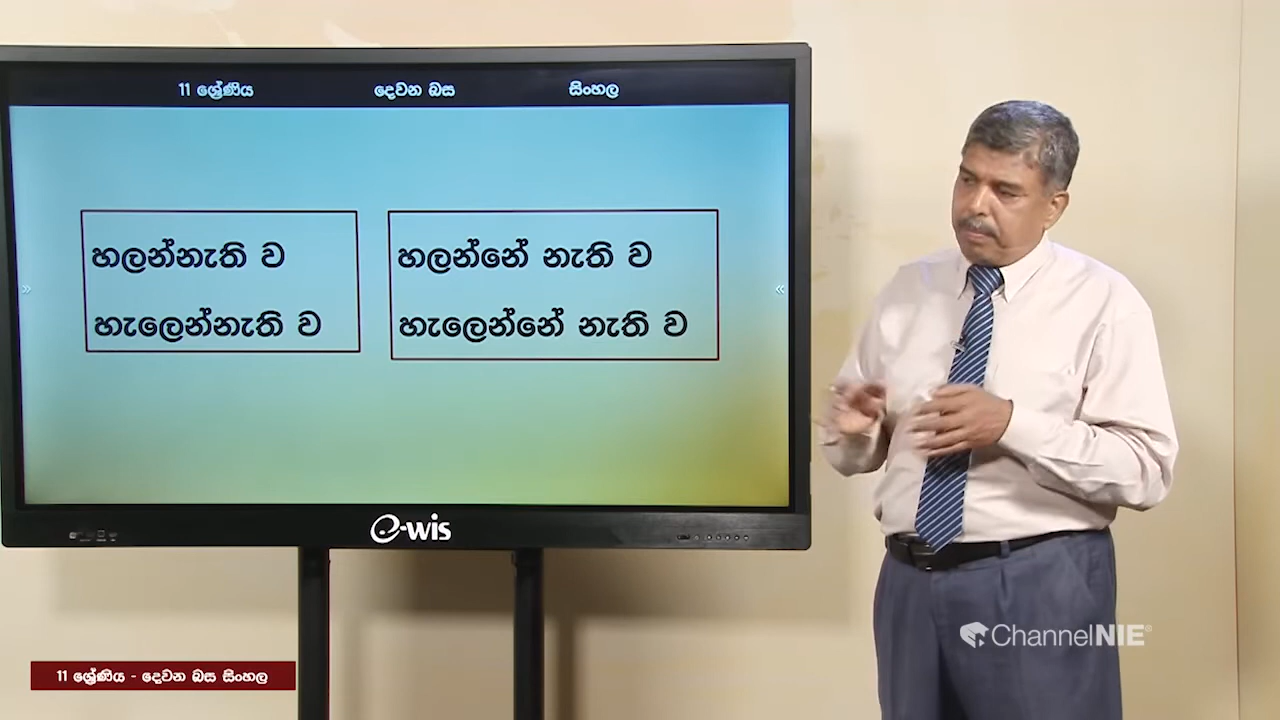 11 ශ්‍රේණිය දෙවන බස සිංහල
හලන්නැති ව
හැලෙන්නැති ව
හලන්නේ නැති ව
හැලෙන්නේ නැති ව
e-wis
ChannelNIE
11 ශ්‍රේණිය - දෙවන බස සිංහල